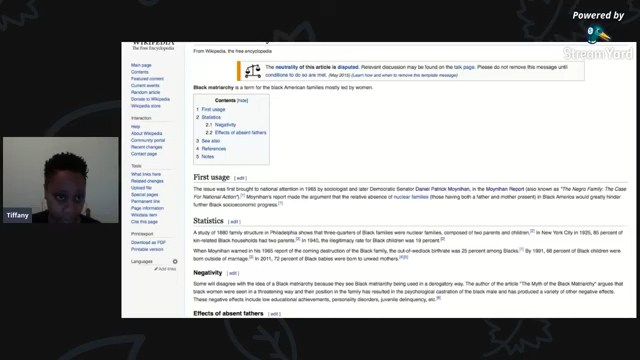 Powered by
StreamYard
WIKIPEDIA
The Free Encyclopedia
Main page
Contents
Featured content
Current events
Random article
Donate to Wikipedia
Wikipedia store
Interaction
Help
About Wikipedia
Community portal
Recent changes
Contact page
Tools
What links here
Related changes
Upload file
Special pages
Permanent link
Page information
Wikidata item
Cite this page
Print/export
Download as PDF
Printable version
Languages
Add links
From Wikipedia, the free encyclopedia
The neutrality of this article is disputed. Relevant discussion may be found on the talk page. Please do not remove this message until
conditions to do so are met. (May 2015) (Learn how and when to remove this template message)
Black matriarchy is a term for the black American families mostly led by women.
Contents [hide]
1 First usage
2 Statistics
2.1 Negativity
2.2 Effects of absent fathers
3 See also
4 References
5 Notes
First usage [edit]
The issue was first brought to national attention in 1965 by sociologist and later Democratic Senator Daniel Patrick Moynihan, in the Moynihan Report (also known as "The Negro Family: The Case
For National Action").[1] Moynihan's report made the argument that the relative absence of nuclear families (those having both a father and mother present) in Black America would greatly hinder
further Black socioeconomic progress.[1]
Statistics [edit]
A study of 1880 family structure in Philadelphia shows that three-quarters of Black families were nuclear families, composed of two parents and children.[2] In New York City in 1925, 85 percent of
kin-related Black households had two parents.[2] In 1940, the illegitimacy rate for Black children was 19 percent.
When Moynihan warned in his 1965 report of the coming destruction of the Black family, the out-of-wedlock birthrate was 25 percent among Blacks. By 1991, 68 percent of Black children were
born outside of marriage. In 2011, 72 percent of Black babies were born to unwed mothers.[4][5]
Negativity [edit]
Some will disagree with the idea of Black matriarchy because they see Black matriarchy being used in a derogatory way. The author of the article "The Myth of the Black Matriarchy" argues that
black women were seen in a threatening way and their position in the family has resulted in the psychological castration of the black male and has produced a variety of other negative effects.
These negative effects include low educational achievements, personality disorders, juvenile delinquency, etc.[6]
Effects of absent fathers [edit]
Tiffany